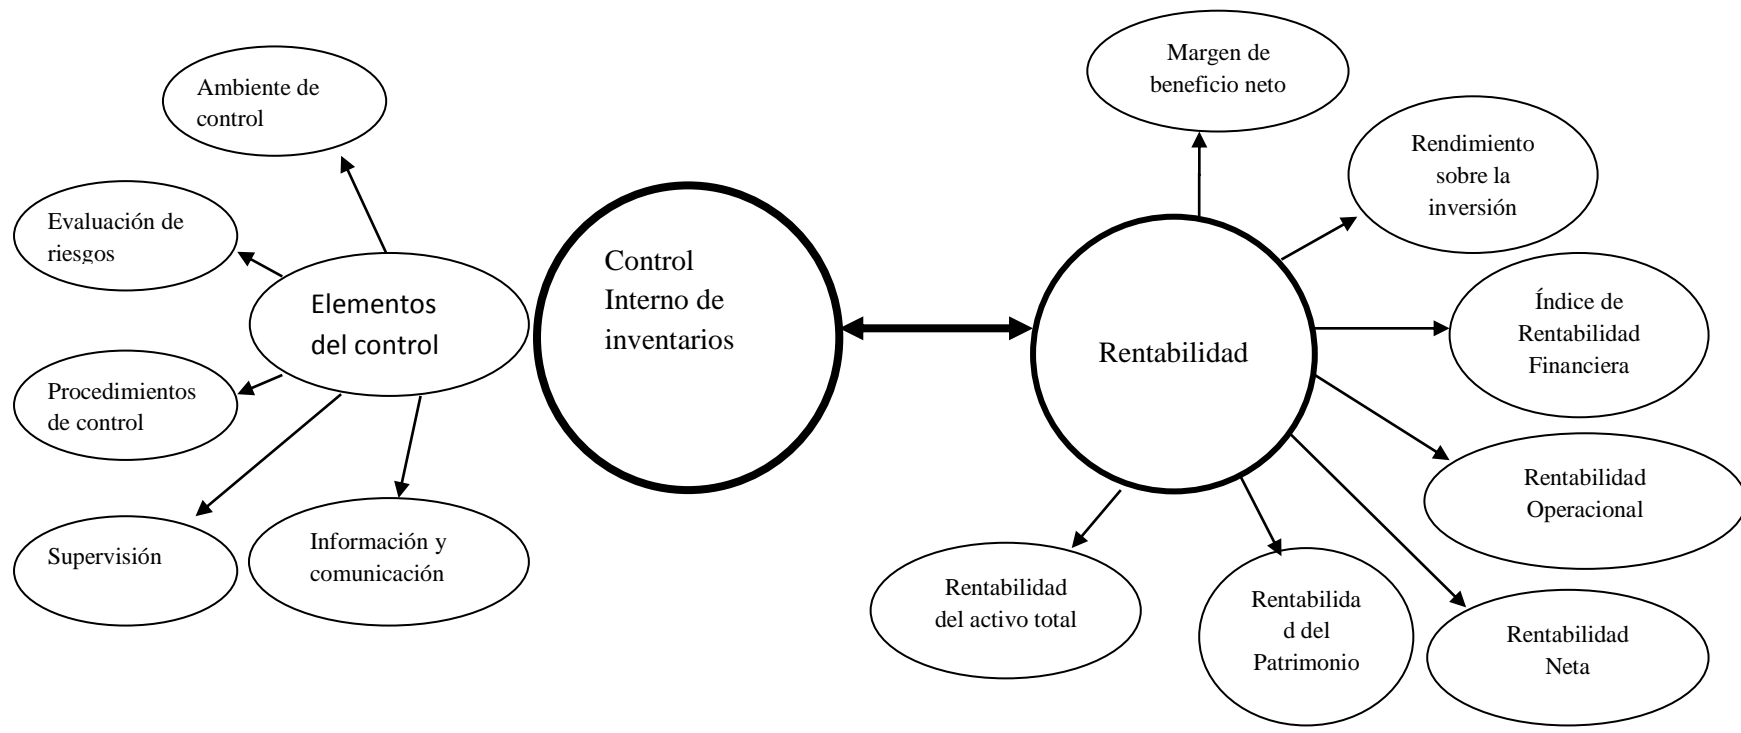 Ambiente de
control
Evaluación de
riesgos
Elementos
del control
Procedimientos
de control
Supervisión
Información y
comunicación
Control
Interno de
inventarios
Margen de
beneficio neto
Rendimiento
sobre la
inversión
Rentabilidad
Índice de
Rentabilidad
Financiera
Rentabilidad
Operacional
Rentabilidad
del activo total
Rentabilida
d del
Patrimonio
Rentabilidad
Neta